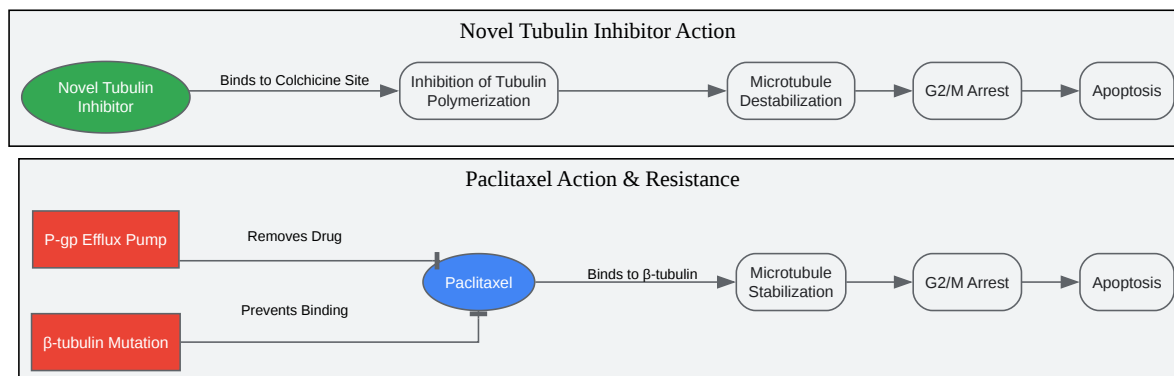 Novel Tubulin Inhibitor Action
Novel Tubulin
Inhibitor
Binds to Colchicine Site
Inhibition of Tubulin
Polymerization
Microtubule
Destabilization
G2/M Arrest
Apoptosis
Paclitaxel Action & Resistance
P-gp Efflux Pump
Removes Drug
Paclitaxel
Binds to β-tubulin
Microtubule
Stabilization
G2/M Arrest
Apoptosis
Prevents Binding
β-tubulin Mutation